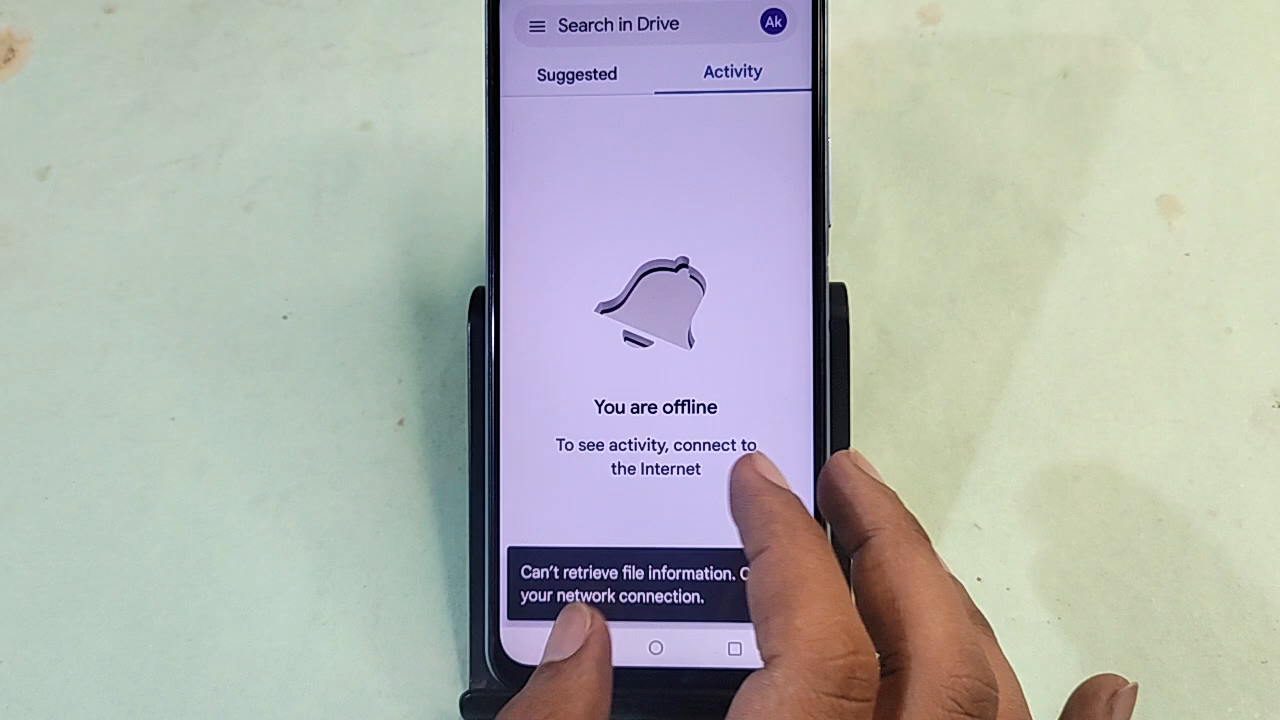 Search in Drive
Ak
Suggested
Activity
You are offline
To see activity, connect to
the Internet
Can't retrieve file information.
your network connection.